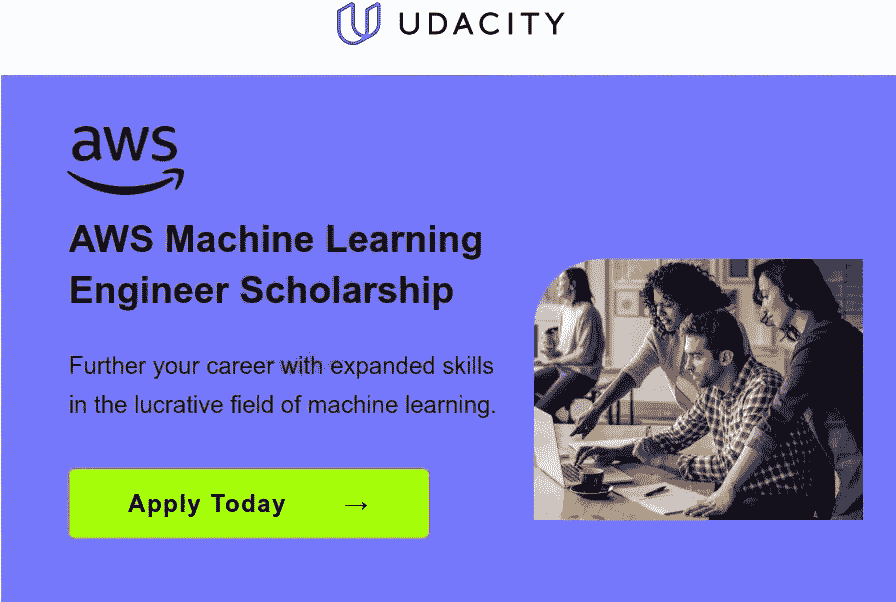 UDACITY
aws
AWS Machine Learning
Engineer Scholarship
Further your career with expanded skills
in the lucrative field of machine learning.
Apply Today →